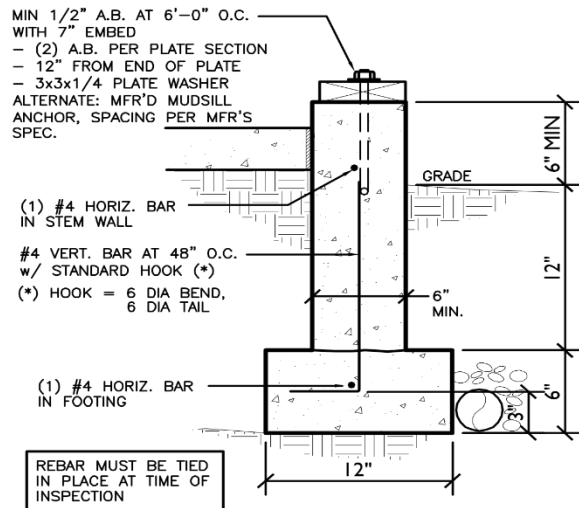 MIN 1/2" A.B. AT 6'-0" O.C.
WITH 7" EMBED
- (2) A.B. PER PLATE SECTION
- 12" FROM END OF PLATE
- 3x3x1/4 PLATE WASHER
ALTERNATE: MFR'D MUDSILL
ANCHOR, SPACING PER MFR'S
SPEC.
6" MIN
GRADE
(1) #4 HORIZ. BAR
IN STEM WALL
#4 VERT. BAR AT 48" O.C.
w/ STANDARD HOOK (*)
(*) HOOK = 6 DIA BEND,
6 DIA TAIL
12"
6"
MIN.
(1) #4 HORIZ. BAR
IN FOOTING
3"
6"
REBAR MUST BE TIED
IN PLACE AT TIME OF
INSPECTION
12"